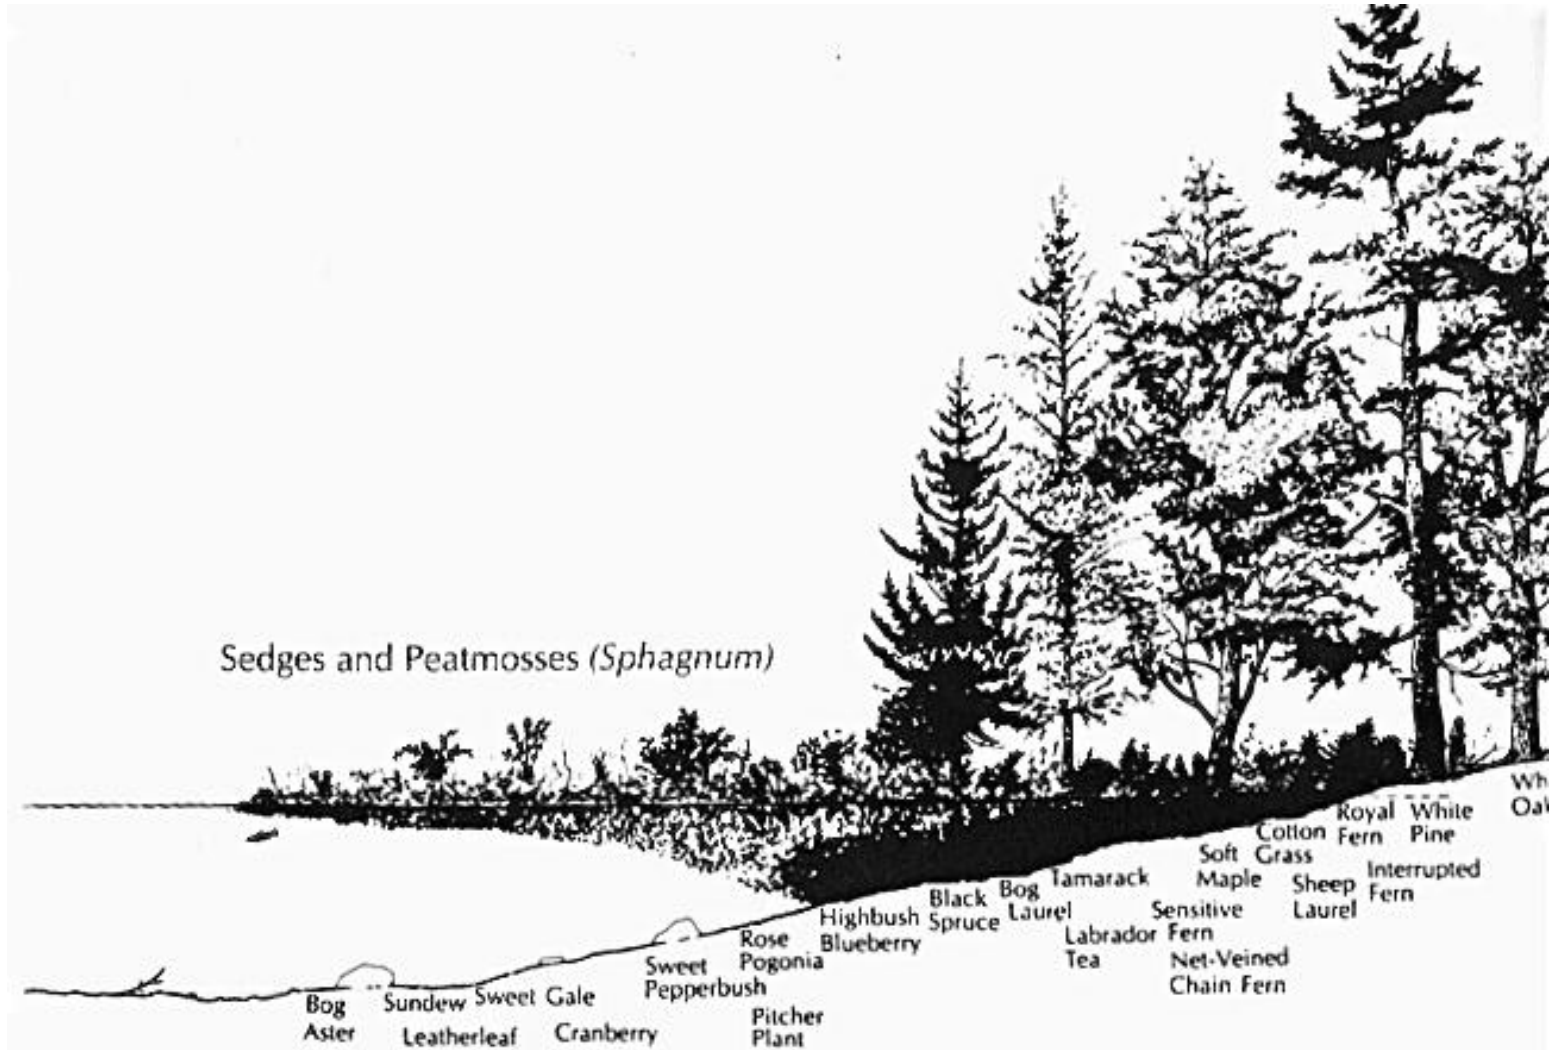 Sedges and Peatmosses (Sphagnum)
Bog
Aster
Sundew
Leatherleaf
Sweet Gale
Cranberry
Sweet
Pepperbush
Rose
Pogonia
Pitcher
Plant
Highbush
Blueberry
Black
Spruce
Bog
Laurel
Tamarack
Labrador
Tea
Sensitive
Fern
Net-Veined
Chain Fern
Soft
Maple
Cotton
Grass
Sheep
Laurel
Royal
Fern
Interrupted
Fern
White
Pine